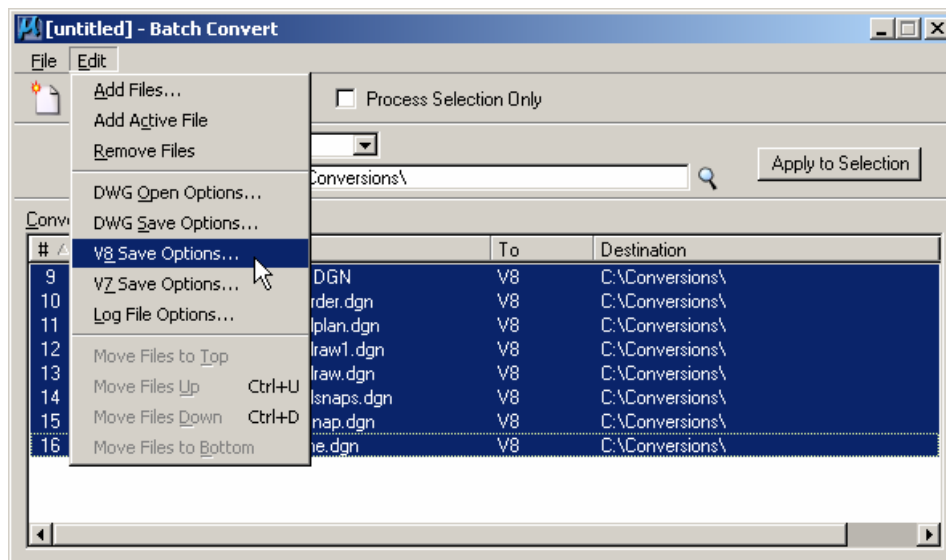 [untitled] - Batch Convert
File Edit
Add Files...
Add Active File
Remove Files
DWG Open Options...
DWG Save Options...
V8 Save Options...
V7 Save Options...
Log File Options...
Move Files to Top
Move Files Up Ctrl+U
Move Files Down Ctrl+D
Move Files to Bottom
Process Selection Only
Conversions\
Apply to Selection
Conv
# To Destination
9 DGN V8 C:\Conversions\
10 rder.dgn V8 C:\Conversions\
11 lplan.dgn V8 C:\Conversions\
12 lraw1.dgn V8 C:\Conversions\
13 lraw.dgn V8 C:\Conversions\
14 lsnaps.dgn V8 C:\Conversions\
15 nap.dgn V8 C:\Conversions\
16 ne.dgn V8 C:\Conversions\